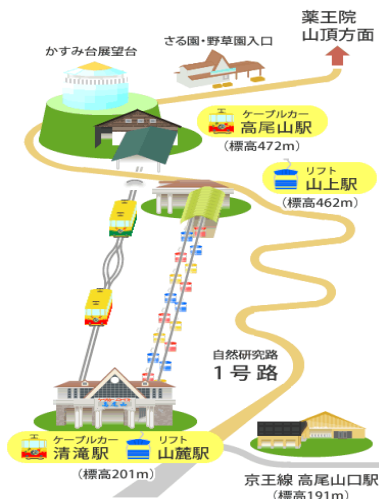 薬王院
山頂方面
さる園・野草園入口
かすみ台展望台
ケーブルカー
高尾山駅
(標高472m)
リフト
山上駅
(標高462m)
自然研究路
1号路
ケーブルカー
清滝駅
リフト
山麓駅
(標高201m)
京王線 高尾山口駅
(標高191m)